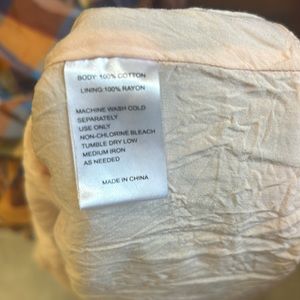 BODY: 100% COTTON
LINING:100% RAYON
MACHINE WASH COLD
SEPARATELY
USE ONLY
NON-CHLORINE BLEACH
TUMBLE DRY LOW
MEDIUM IRON
AS NEEDED
MADE IN CHINA